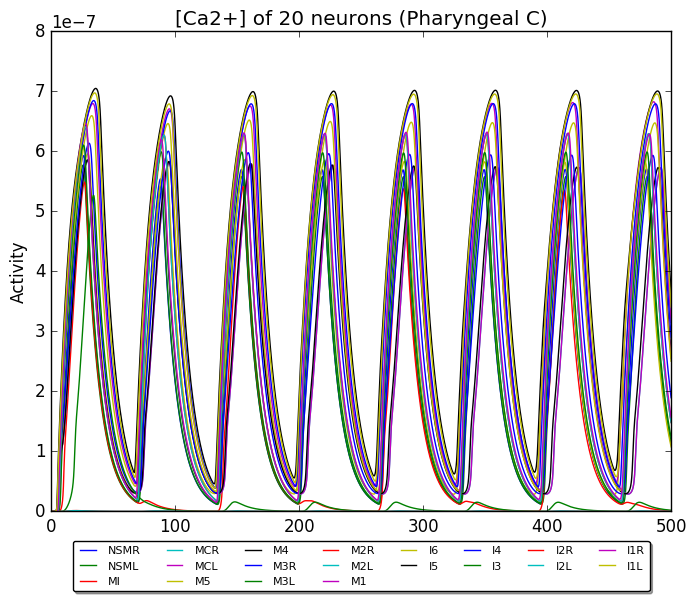 [Ca2+] of 20 neurons (Pharyngeal C)
1e−7
8
7
6
5
4
3
2
1
0
Activity
0 100 200 300 400 500
NSMR MCR M4 M2R I6 I4 I2R I1R
NSML MCL M3R M2L I5 I3 I2L I1L
MI M5 M3L M1